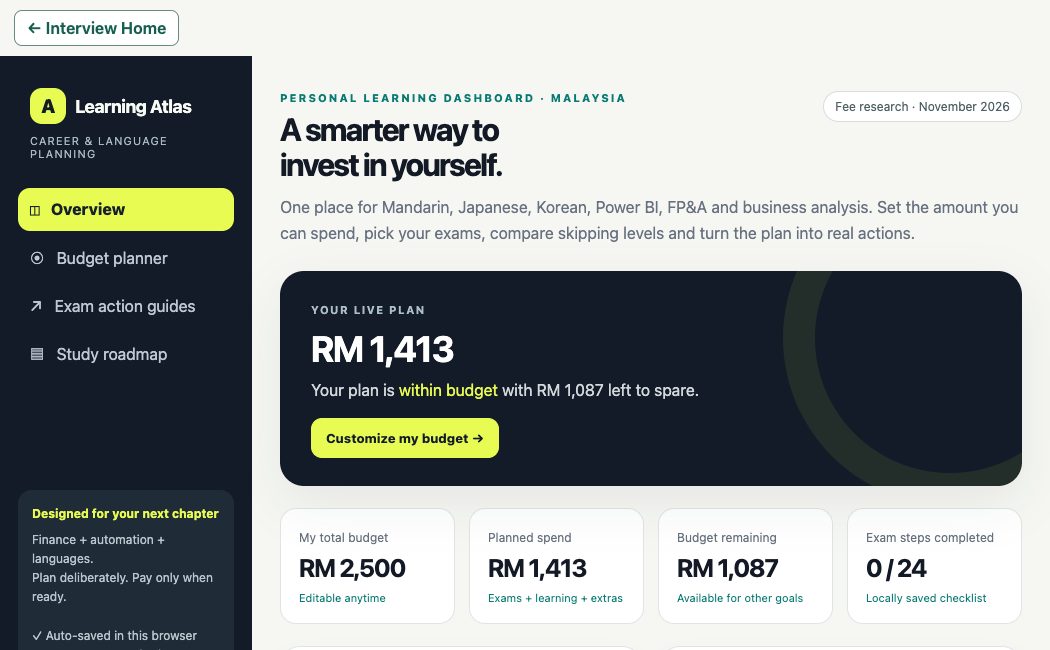 ← Interview Home
A Learning Atlas
CAREER & LANGUAGE
PLANNING
Overview
Budget planner
Exam action guides
Study roadmap
Designed for your next chapter
Finance + automation +
languages.
Plan deliberately. Pay only when
ready.
✓ Auto-saved in this browser
PERSONAL LEARNING DASHBOARD · MALAYSIA
Fee research · November 2026
A smarter way to
invest in yourself.
One place for Mandarin, Japanese, Korean, Power BI, FP&A and business analysis. Set the amount you
can spend, pick your exams, compare skipping levels and turn the plan into real actions.
YOUR LIVE PLAN
RM 1,413
Your plan is within budget with RM 1,087 left to spare.
Customize my budget →
My total budget
RM 2,500
Editable anytime
Planned spend
RM 1,413
Exams + learning + extras
Budget remaining
RM 1,087
Available for other goals
Exam steps completed
0 / 24
Locally saved checklist